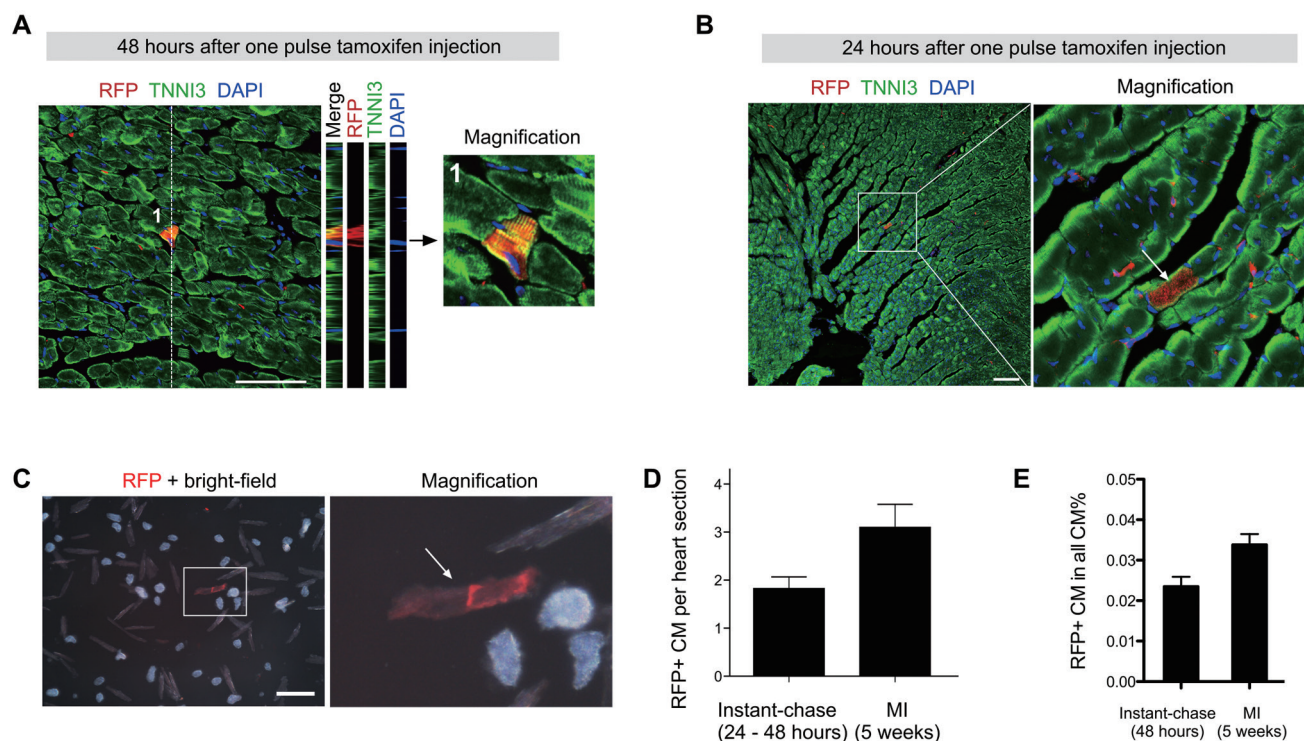 A
48 hours after one pulse tamoxifen injection
RFP TNNI3 DAPI
Merge
RFP
TNNI3
DAPI
Magnification
1
1
B
24 hours after one pulse tamoxifen injection
RFP TNNI3 DAPI
Magnification
C
RFP + bright-field
Magnification
D
RFP+ CM per heart section
4
3
2
1
0
Instant-chase
(24 - 48 hours)
MI
(5 weeks)
E
RFP+ CM in all CM%
0.05
0.04
0.03
0.02
0.01
0.00
Instant-chase
(48 hours)
MI
(5 weeks)